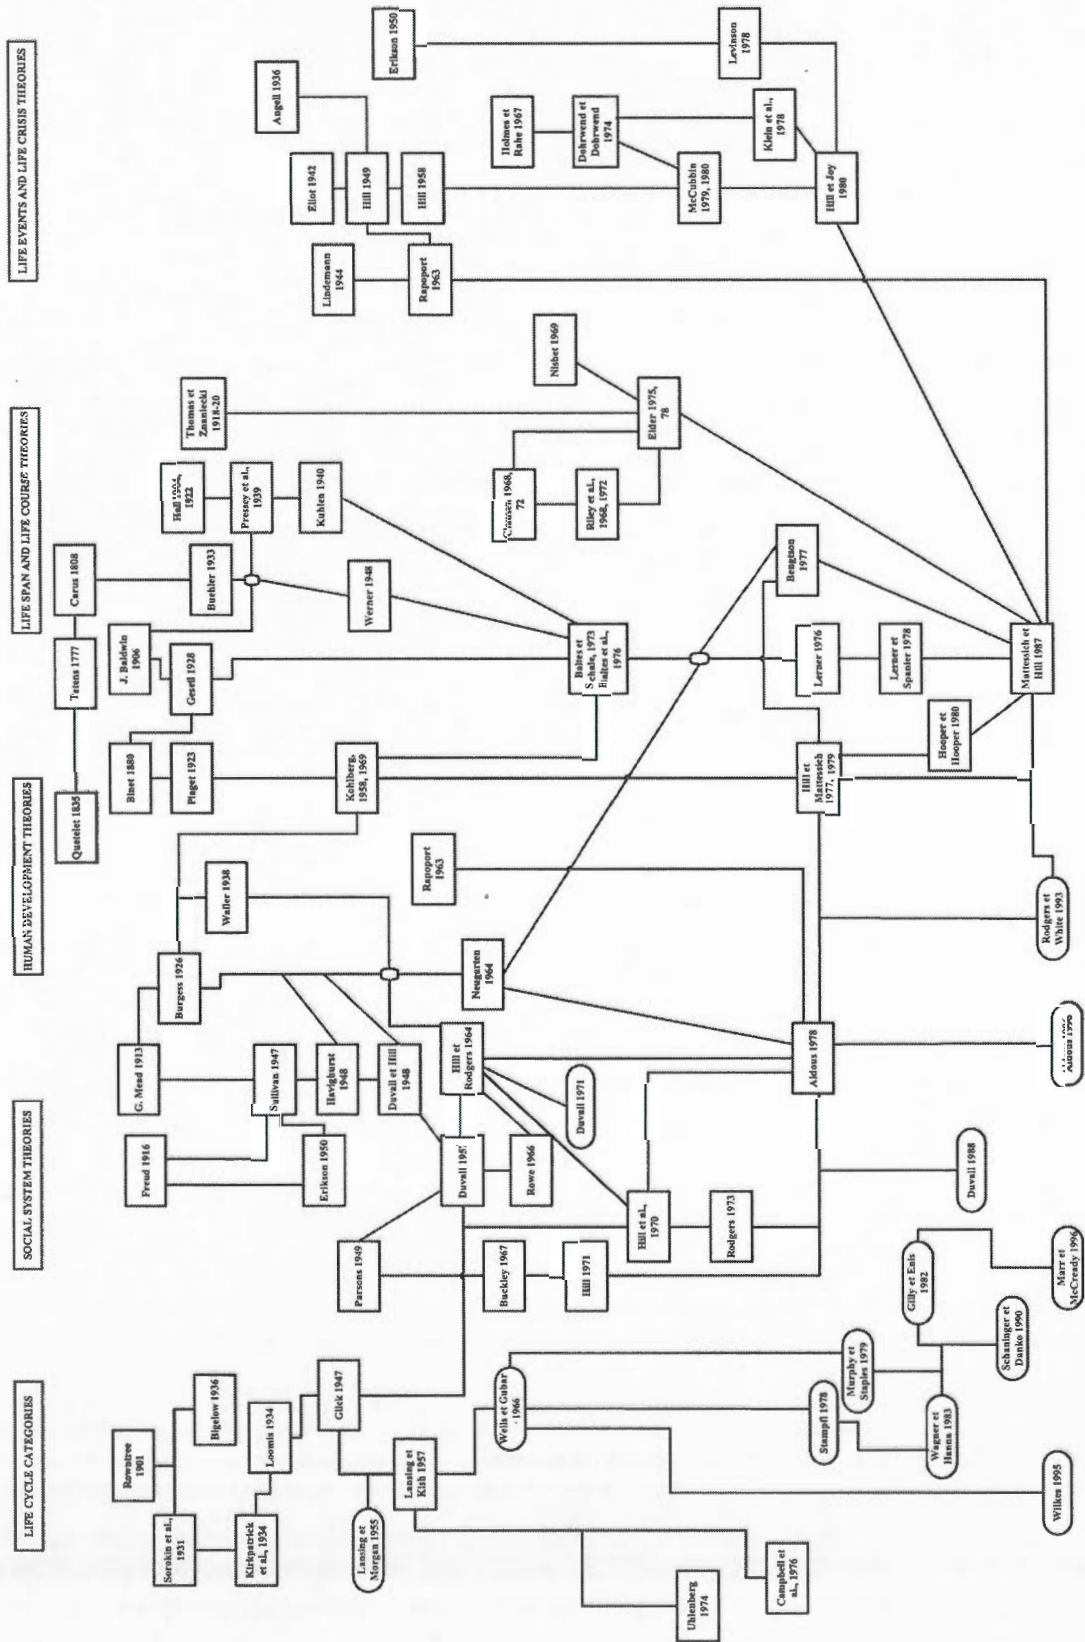 LIFE CYCLE CATEGORIES
SOCIAL SYSTEM THEORIES
HUMAN DEVELOPMENT THEORIES
LIFE SPAN AND LIFE COURSE THEORIES
LIFE EVENTS AND LIFE CRISIS THEORIES
Rowntree
1901
Sorokin et al.,
1931
Bigelow 1936
Kirkpatrick
et al., 1934
Loomis 1934
Glick 1947
Lansing et
Morgan 1955
Lansing et
Kish 1957
Wells et Gubar
1966
Uhlenberg
1974
Campbell et
al., 1976
Stampfl 1978
Murphy et
Staples 1979
Wagner et
Hanna 1983
Gilly et Enis
1982
Schaninger et
Danko 1990
Wilkes 1995
Marr et
McCready 1996
Freud 1916
G. Mead 1913
Sullivan 1947
Erikson 1950
Havighurst
1948
Duvall et Hill
1948
Parsons 1949
Duvall
Hill et
Rodgers 1964
Buckley 1967
Rowe 1966
Hill 1971
Duvall 1971
Hill et al.,
1970
Rodgers 1973
Aldous 1978
Duvall 1988
Aldous
Burgess 1926
Waller 1938
Neugarten
1964
Rapoport
1963
Rodgers et
White 1993
Quetelet 1835
Tetens 1777
Carus 1808
Binet 1880
J. Baldwin
1906
Piaget 1923
Gesell 1928
Buehler 1933
Hall
1922
Pressey et al.,
1939
Thomas et
Znaniecki
1918-20
Kuhlen 1940
Kohlberg,
1958, 1969
Werner 1948
Clausen 1968,
72
Nisbet 1969
Riley et al.,
1968, 1972
Elder 1975,
78
Baltes et
Schaie, 1973
Baltes et al.,
1976
Bengtson
1977
Hill et
Mattessich
1977, 1979
Lerner 1976
Lerner et
Spanier 1978
Hooper et
Hooper 1980
Mattessich et
Hill 1987
Angell 1936
Eliot 1942
Lindemann
1944
Hill 1949
Erikson 1950
Hill 1958
Rapoport
1963
Holmes et
Rahe 1967
Dohrwend et
Dohrwend
1974
McCubbin
1979, 1980
Levinson
1978
Klein et al.,
1978
Hill et Joy
1980